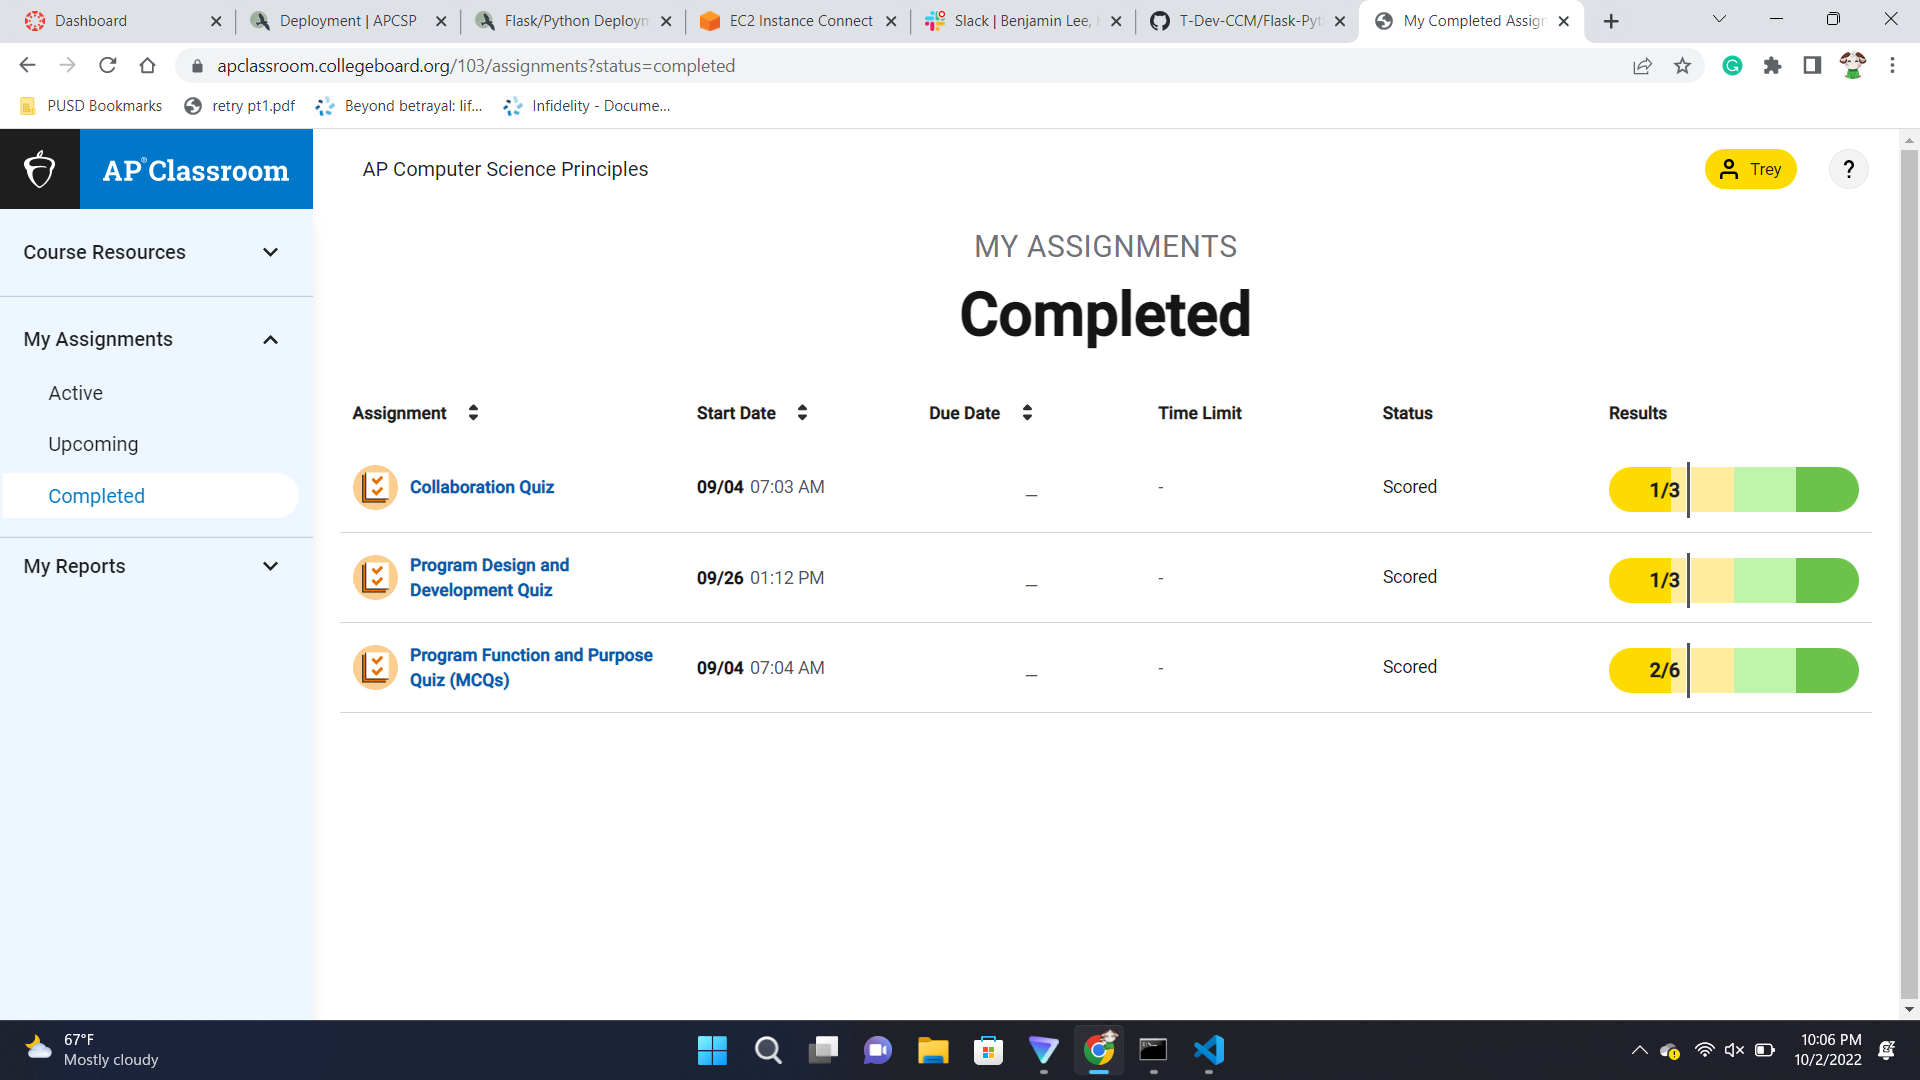 Dashboard
Deployment | APCSP
Flask/Python Deploym
EC2 Instance Connect
Slack | Benjamin Lee,
T-Dev-CCM/Flask-Pyt
My Completed Assign
apclassroom.collegeboard.org/103/assignments?status=completed
PUSD Bookmarks
retry pt1.pdf
Beyond betrayal: lif...
Infidelity - Docume...
AP® Classroom
AP Computer Science Principles
Trey
?
Course Resources
My Assignments
Active
Upcoming
Completed
My Reports
MY ASSIGNMENTS
Completed
Assignment Start Date Due Date Time Limit Status Results
Collaboration Quiz 09/04 07:03 AM _ - Scored 1/3
Program Design and
Development Quiz 09/26 01:12 PM _ - Scored 1/3
Program Function and Purpose
Quiz (MCQs) 09/04 07:04 AM _ - Scored 2/6
67°F
Mostly cloudy
10:06 PM
10/2/2022